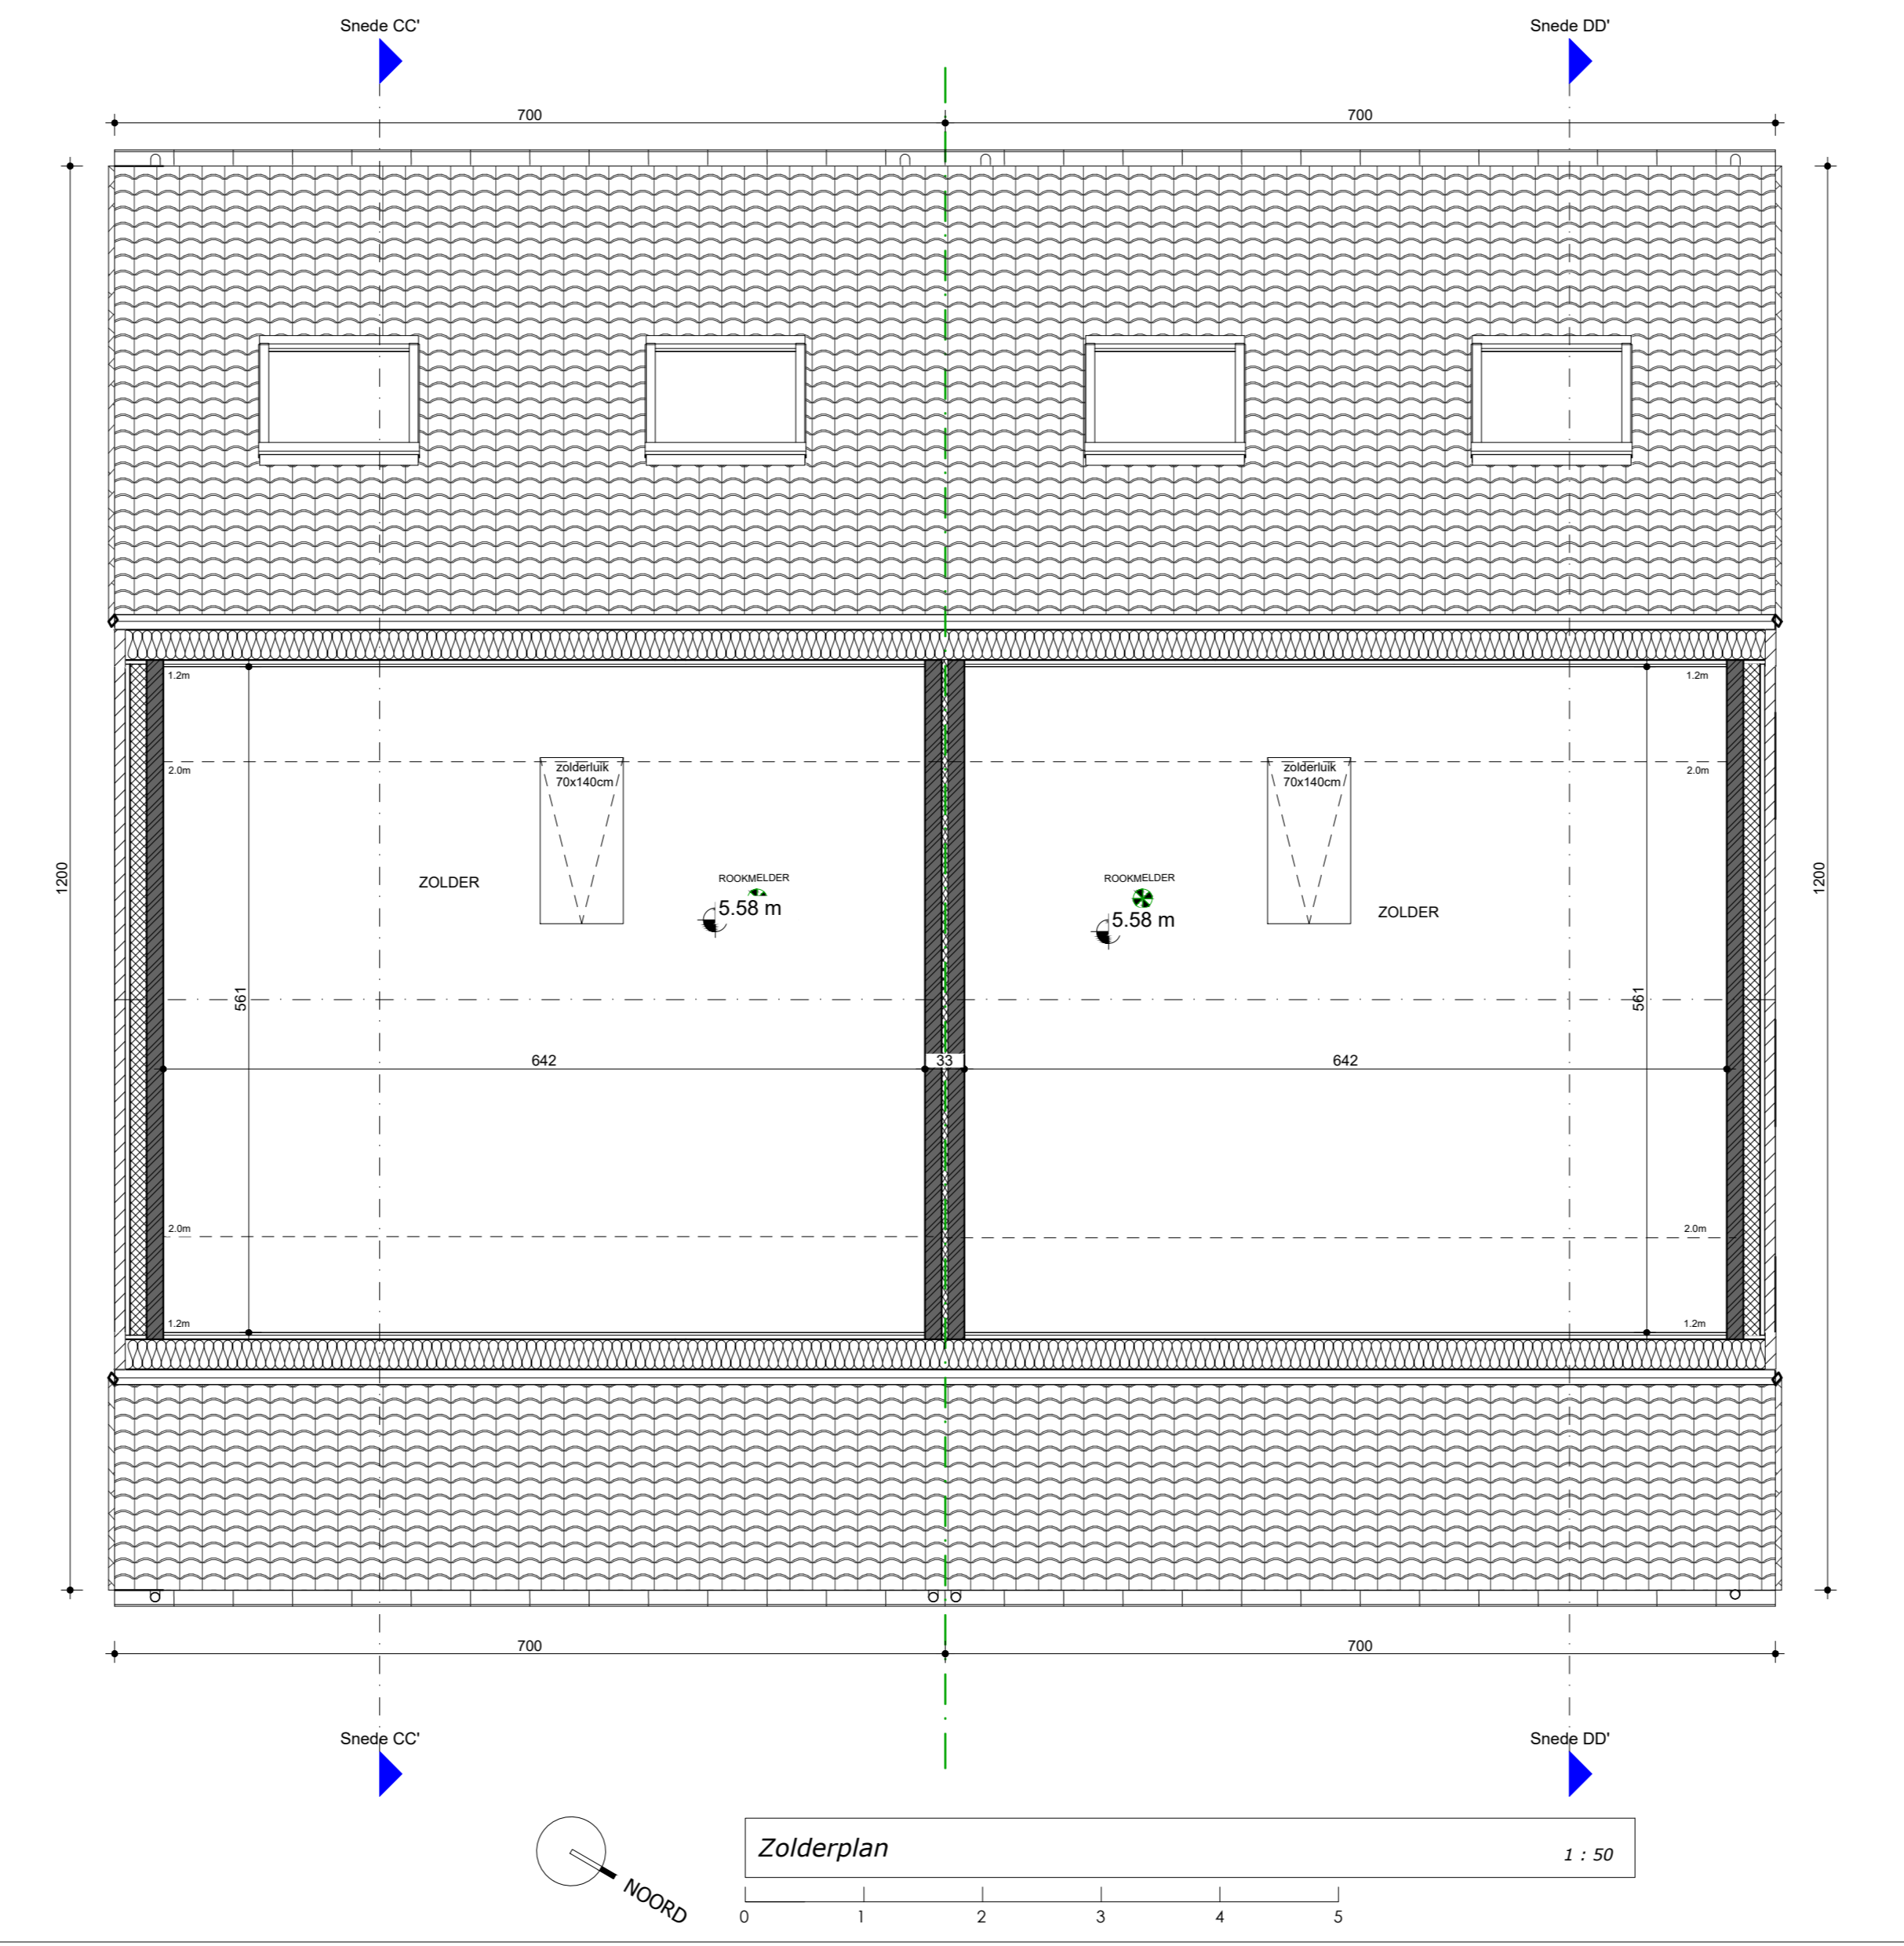 Snede CC'
Snede DD'
700
700
1200
1200
1.2m
1.2m
2.0m
2.0m
zolderluik
70x140cm
zolderluik
70x140cm
ROOKMELDER
ROOKMELDER
ZOLDER
5.58 m
5.58 m
ZOLDER
561
561
642
33
642
2.0m
2.0m
1.2m
1.2m
700
700
Snede CC'
Snede DD'
NOORD
Zolderplan
1 : 50
0 1 2 3 4 5